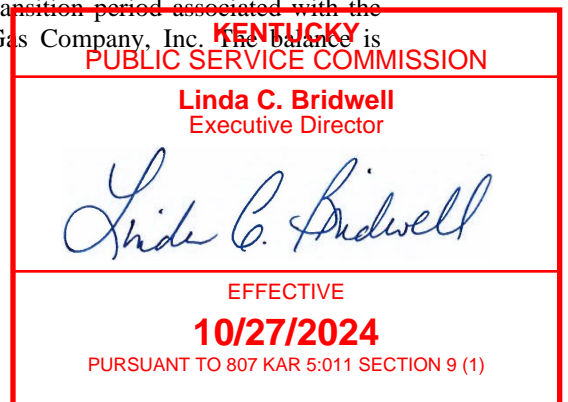 ansition period associated with the
Gas Company, Inc. The balance is
KENTUCKY
PUBLIC SERVICE COMMISSION
Linda C. Bridwell
Executive Director
Linda C. Bridwell
EFFECTIVE
10/27/2024
PURSUANT TO 807 KAR 5:011 SECTION 9 (1)